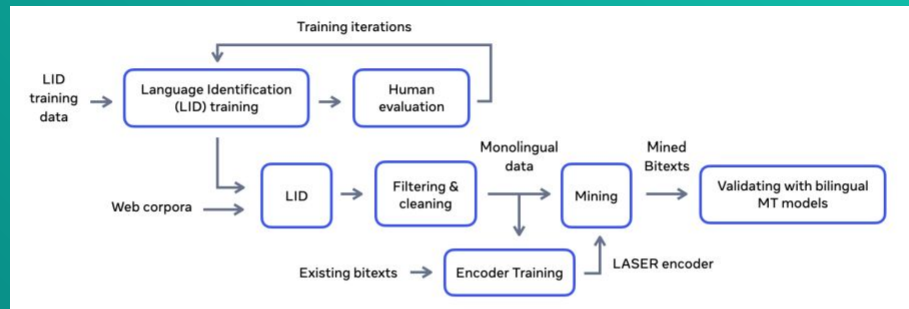 Training iterations
LID
training
data
Language Identification
(LID) training
Human
evaluation
Monolingual
data
Mined
Bitexts
Web corpora
LID
Filtering &
cleaning
Mining
Validating with bilingual
MT models
Existing bitexts
Encoder Training
LASER encoder